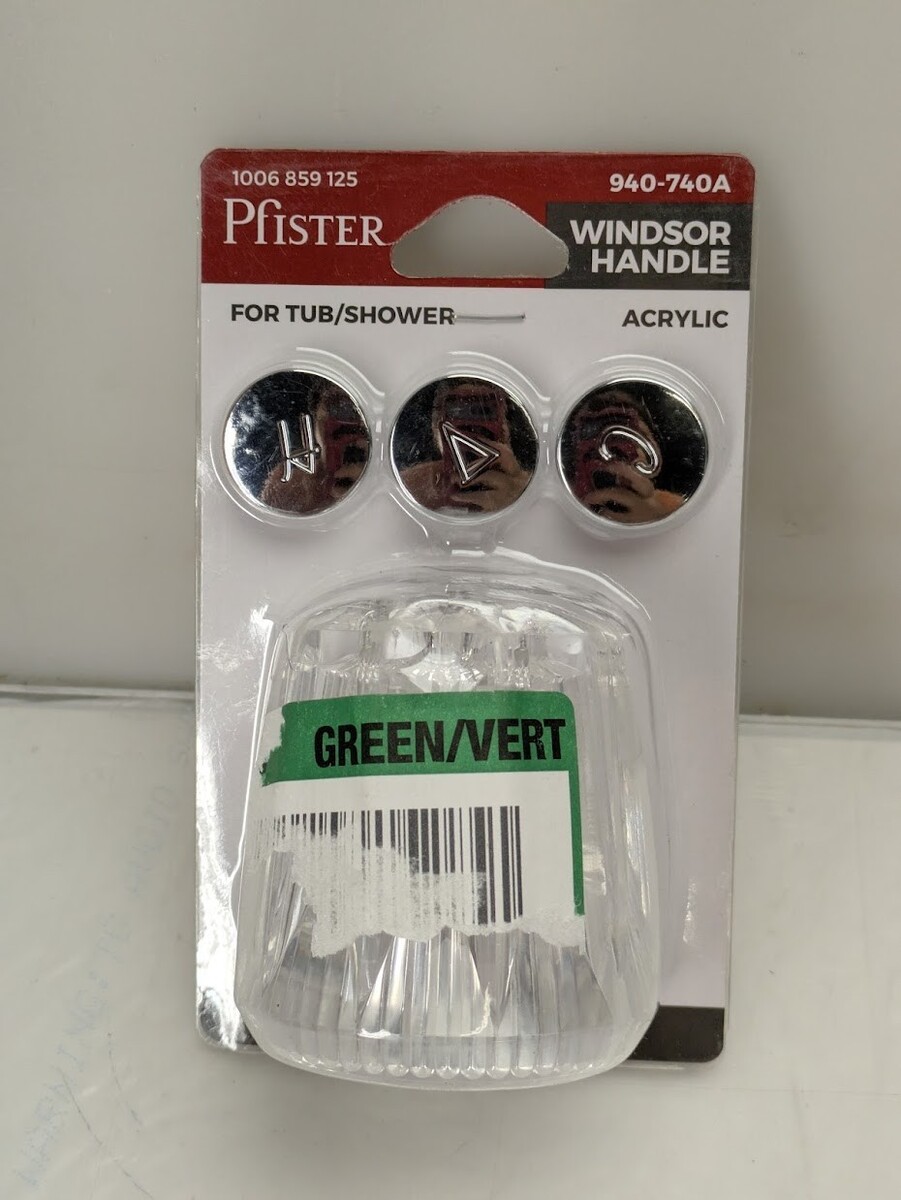 1006 859 125
940-740A
Pfister
WINDSOR
HANDLE
FOR TUB/SHOWER
ACRYLIC
H
C
GREEN/VERT